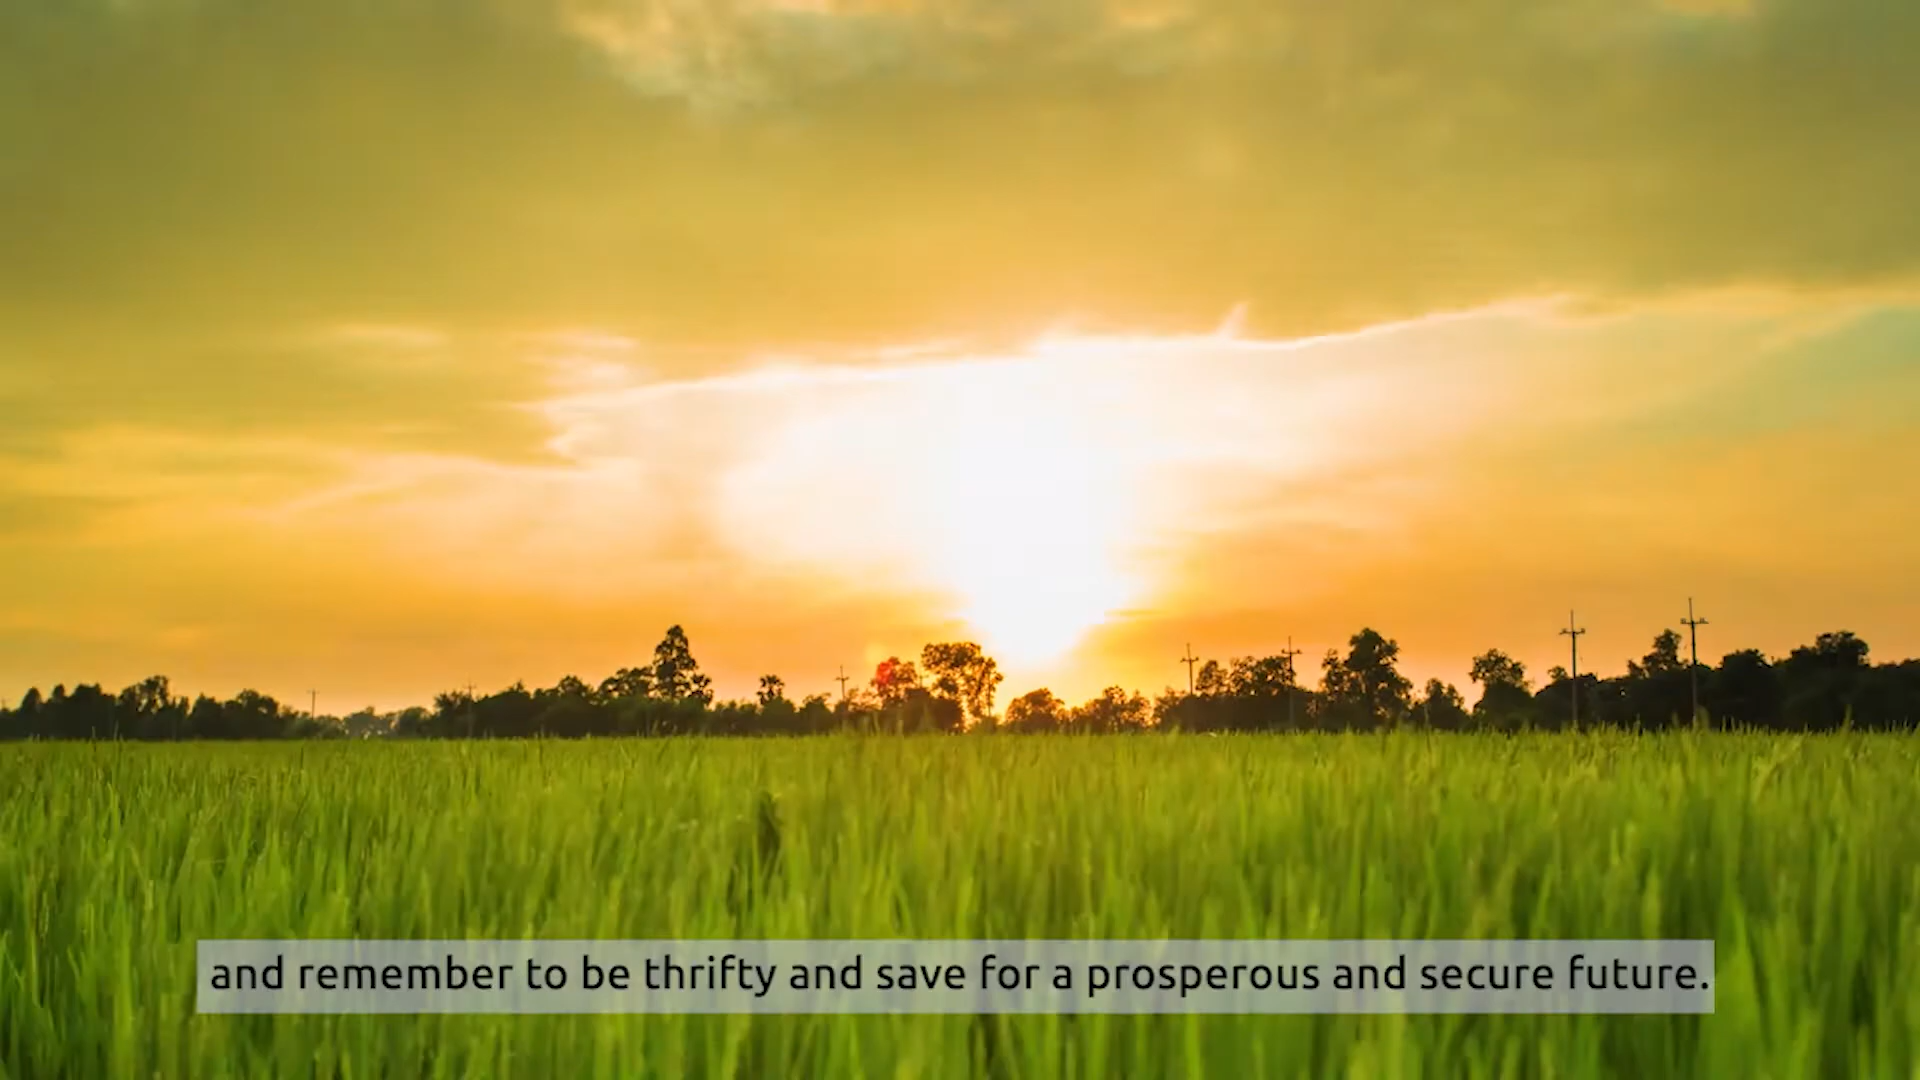 and remember to be thrifty and save for a prosperous and secure future.